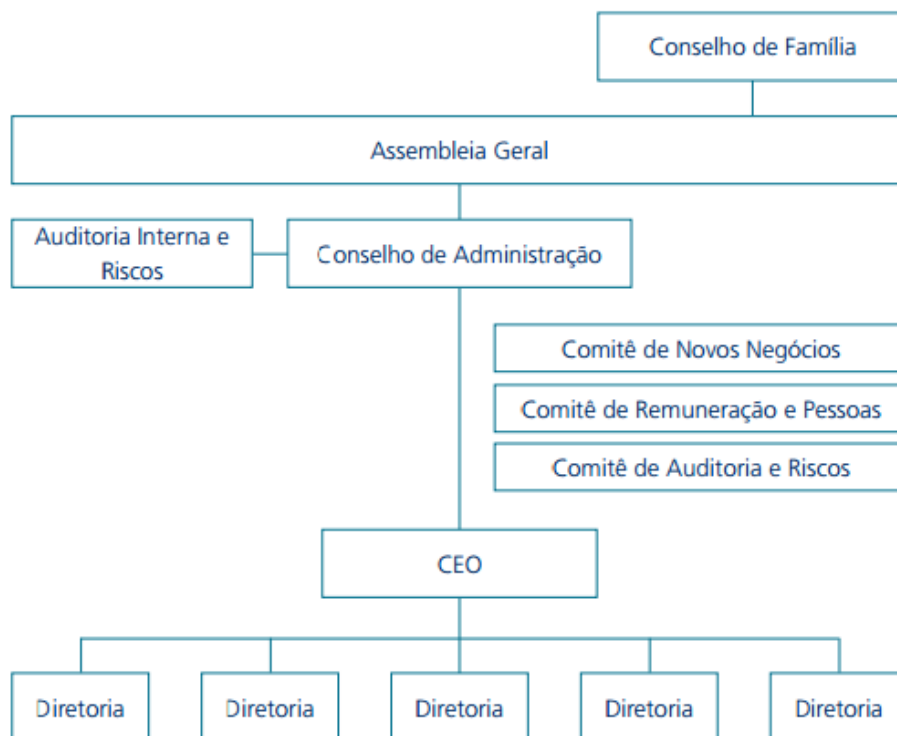 Conselho de Família
Assembleia Geral
Auditoria Interna e
Riscos
Conselho de Administração
Comitê de Novos Negócios
Comitê de Remuneração e Pessoas
Comitê de Auditoria e Riscos
CEO
Diretoria
Diretoria
Diretoria
Diretoria
Diretoria